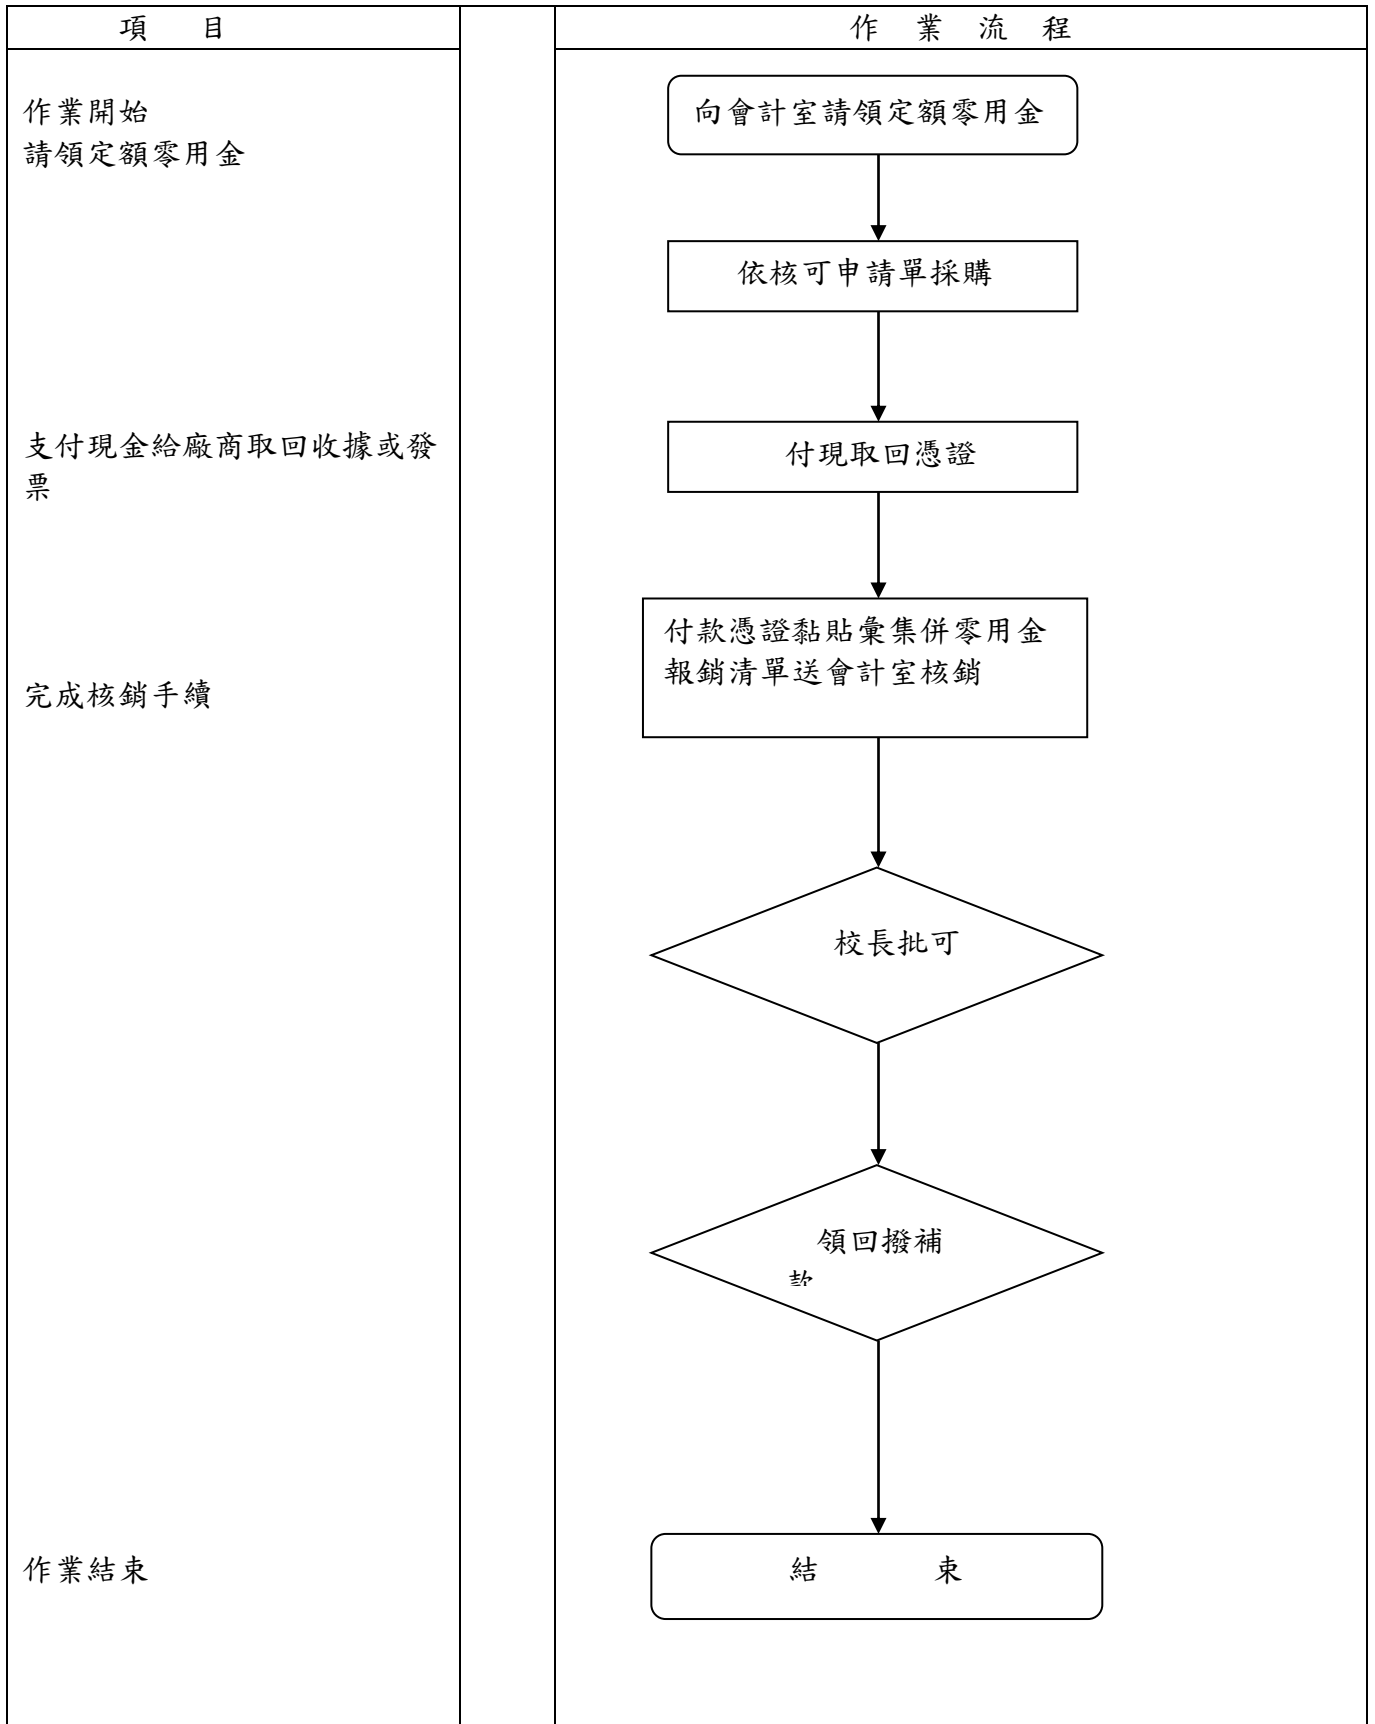 項 目
作 業 流 程
作業開始
請領定額零用金
向會計室請領定額零用金
依核可申請單採購
支付現金給廠商取回收據或發
票
付現取回憑證
付款憑證黏貼彙集併零用金
報銷清單送會計室核銷
完成核銷手續
校長批可
領回撥補
款
作業結束
結 束